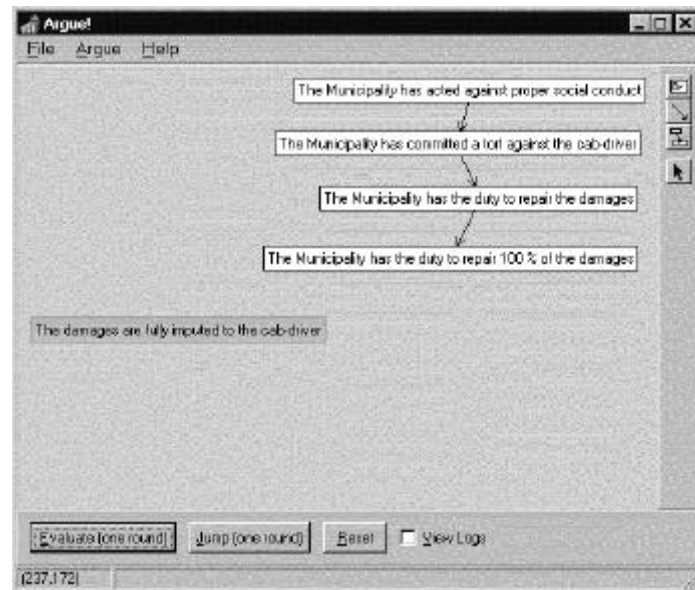 Argue!
File Argue Help
The Municipality has acted against proper social conduct
The Municipality has committed a tort against the cab-driver
The Municipality has the duty to repair the damages
The Municipality has the duty to repair 100 % of the damages
The damages are fully imputed to the cab-driver
Evaluate (one round) Jump (one round) Reset View Logs
(237,172)